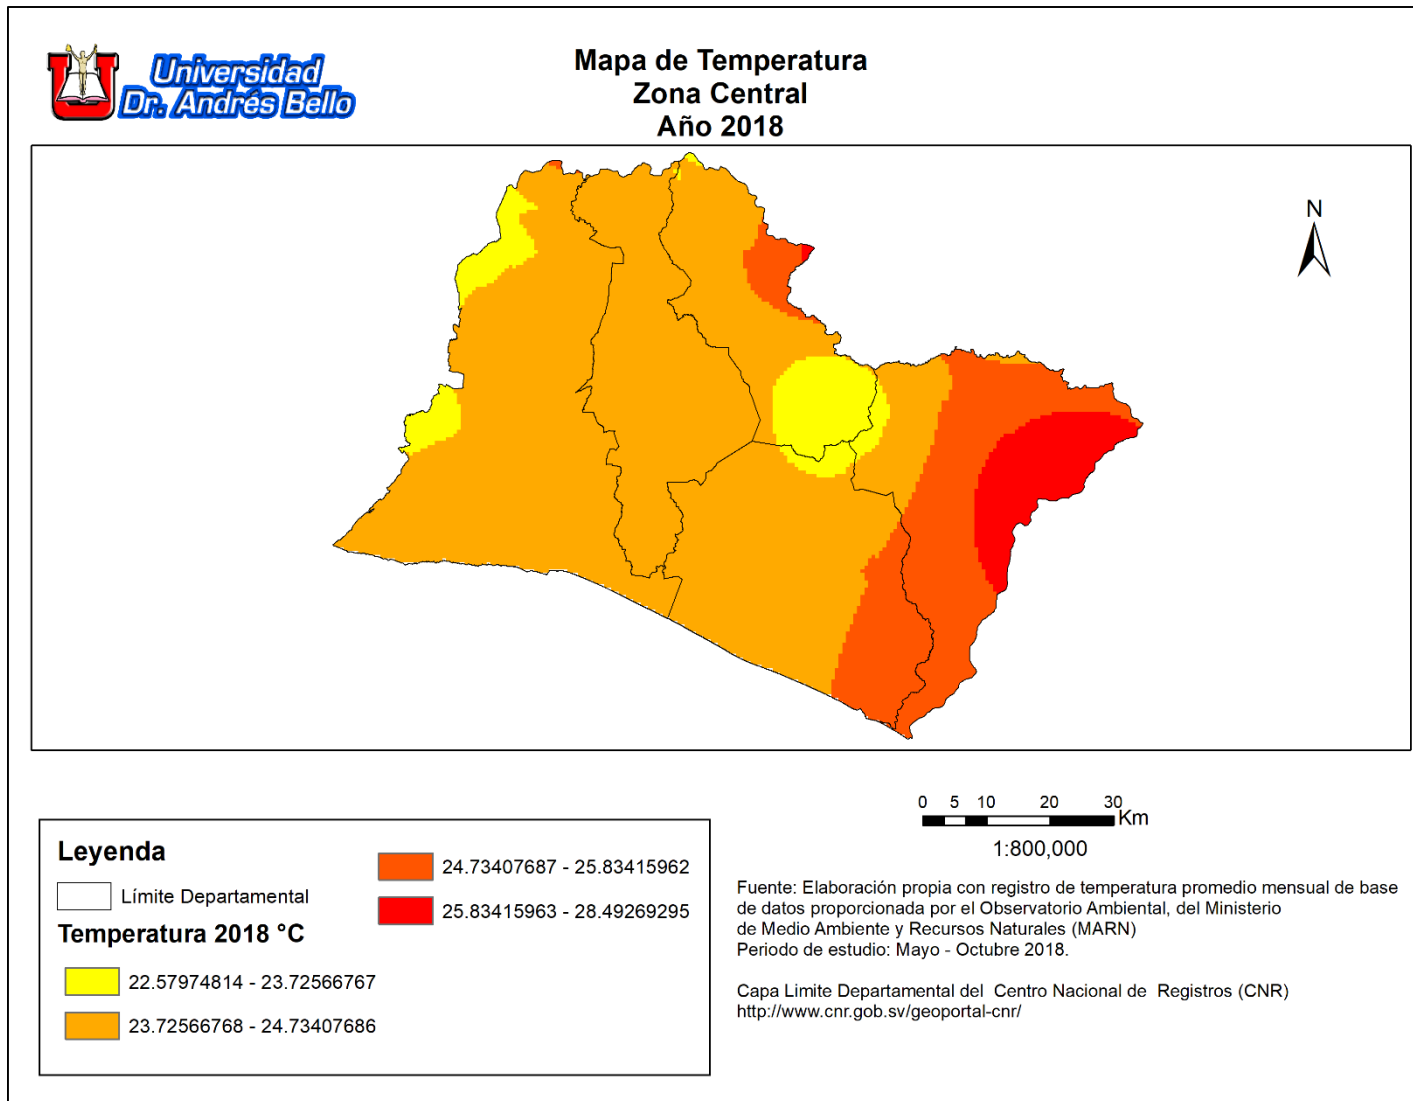 Universidad
Dr. Andrés Bello
Mapa de Temperatura
Zona Central
Año 2018
N
0 5 10 20 30
Km
1:800,000
Leyenda
Límite Departamental
Temperatura 2018 °C
22.57974814 - 23.72566767
23.72566768 - 24.73407686
24.73407687 - 25.83415962
25.83415963 - 28.49269295
Fuente: Elaboración propia con registro de temperatura promedio mensual de base
de datos proporcionada por el Observatorio Ambiental, del Ministerio
de Medio Ambiente y Recursos Naturales (MARN)
Periodo de estudio: Mayo - Octubre 2018.
Capa Limite Departamental del Centro Nacional de Registros (CNR)
http://www.cnr.gob.sv/geoportal-cnr/